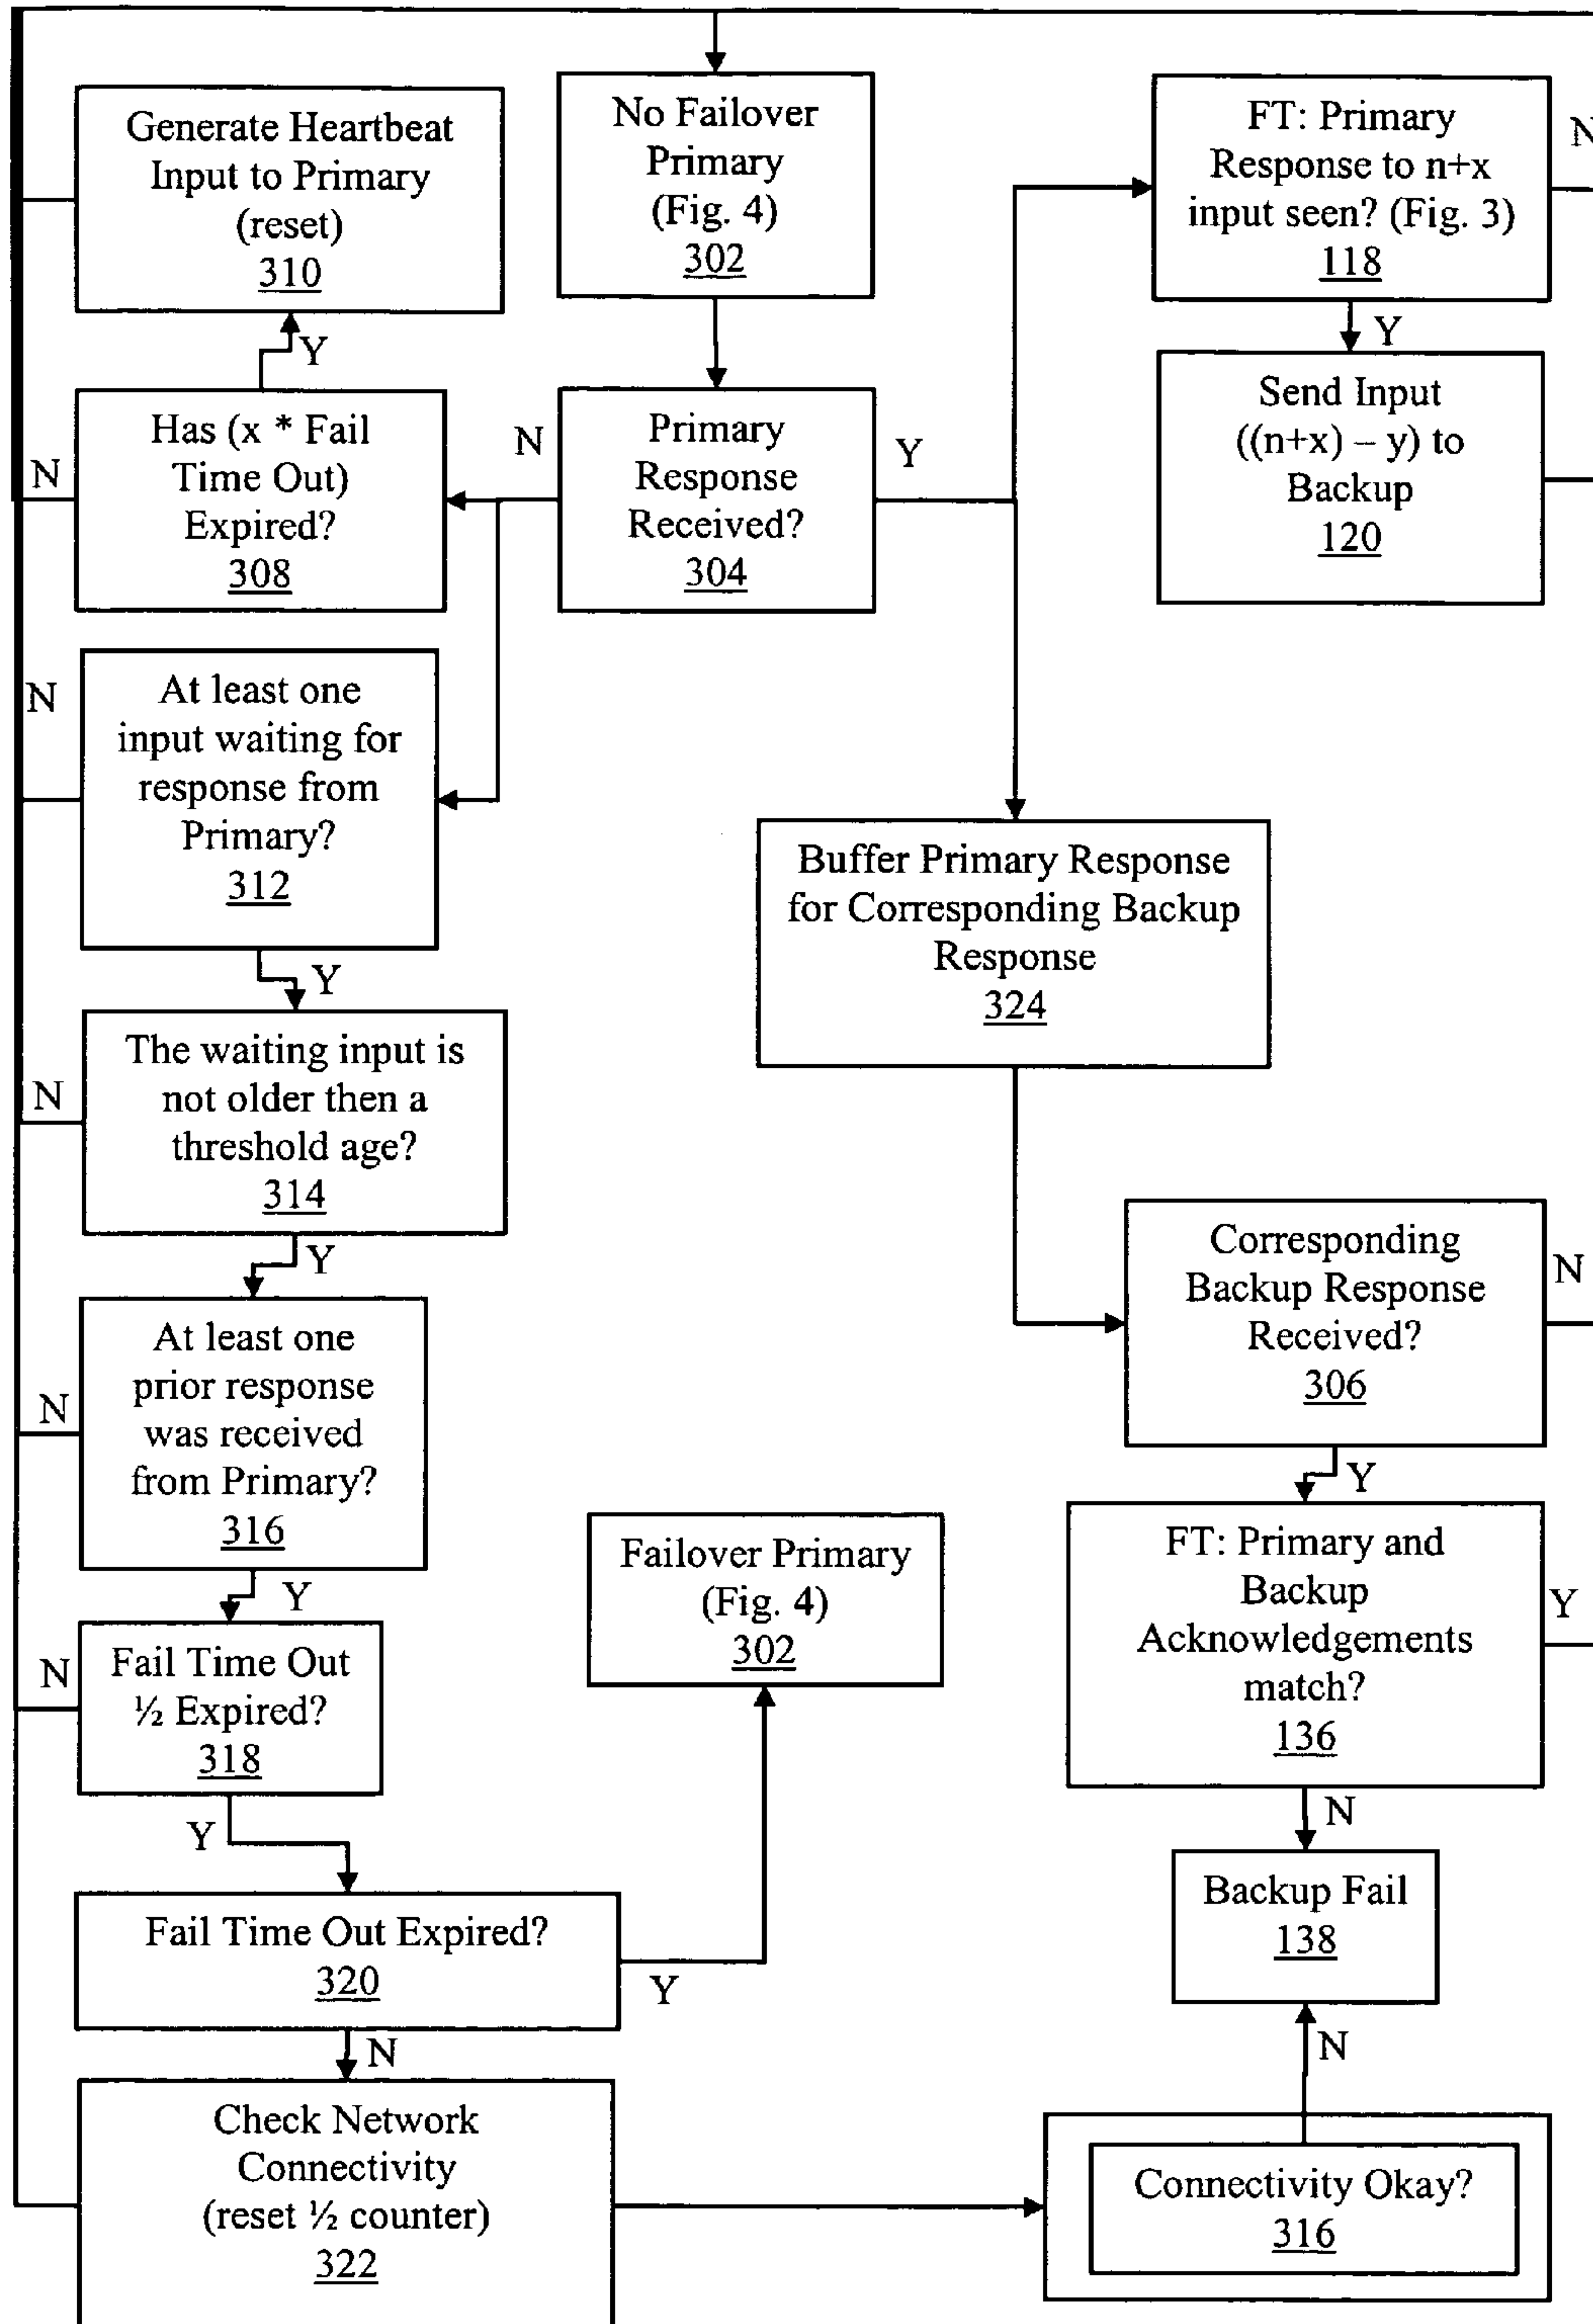 Generate Heartbeat
Input to Primary
(reset)
310
No Failover
Primary
(Fig. 4)
302
FT: Primary
Response to n+x
input seen? (Fig. 3)
118
N
Y
Y
Has (x * Fail
Time Out)
Expired?
308
N
N
Primary
Response
Received?
304
Y
Send Input
((n+x) – y) to
Backup
120
At least one
input waiting for
response from
Primary?
312
N
Y
Buffer Primary Response
for Corresponding Backup
Response
324
The waiting input is
not older then a
threshold age?
314
N
Y
Corresponding
Backup Response
Received?
306
N
Y
At least one
prior response
was received
from Primary?
316
N
Y
Failover Primary
(Fig. 4)
302
FT: Primary and
Backup
Acknowledgements
match?
136
Y
N
Fail Time Out
½ Expired?
318
N
Y
Backup Fail
138
Fail Time Out Expired?
320
Y
N
N
Check Network
Connectivity
(reset ½ counter)
322
Connectivity Okay?
316